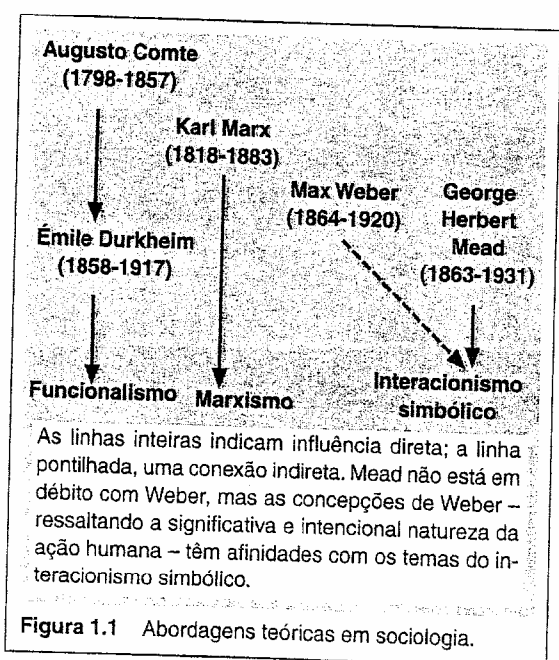 Augusto Comte
(1798-1857)
Karl Marx
(1818-1883)
Max Weber
(1864-1920)
George
Herbert
Mead
(1863-1931)
Émile Durkheim
(1858-1917)
Funcionalismo
Marxismo
Interacionismo
simbólico
As linhas inteiras indicam influência direta; a linha
pontilhada, uma conexão indireta. Mead não está em
débito com Weber, mas as concepções de Weber –
ressaltando a significativa e intencional natureza da
ação humana – têm afinidades com os temas do in-
teracionismo simbólico.
Figura 1.1 Abordagens teóricas em sociologia.